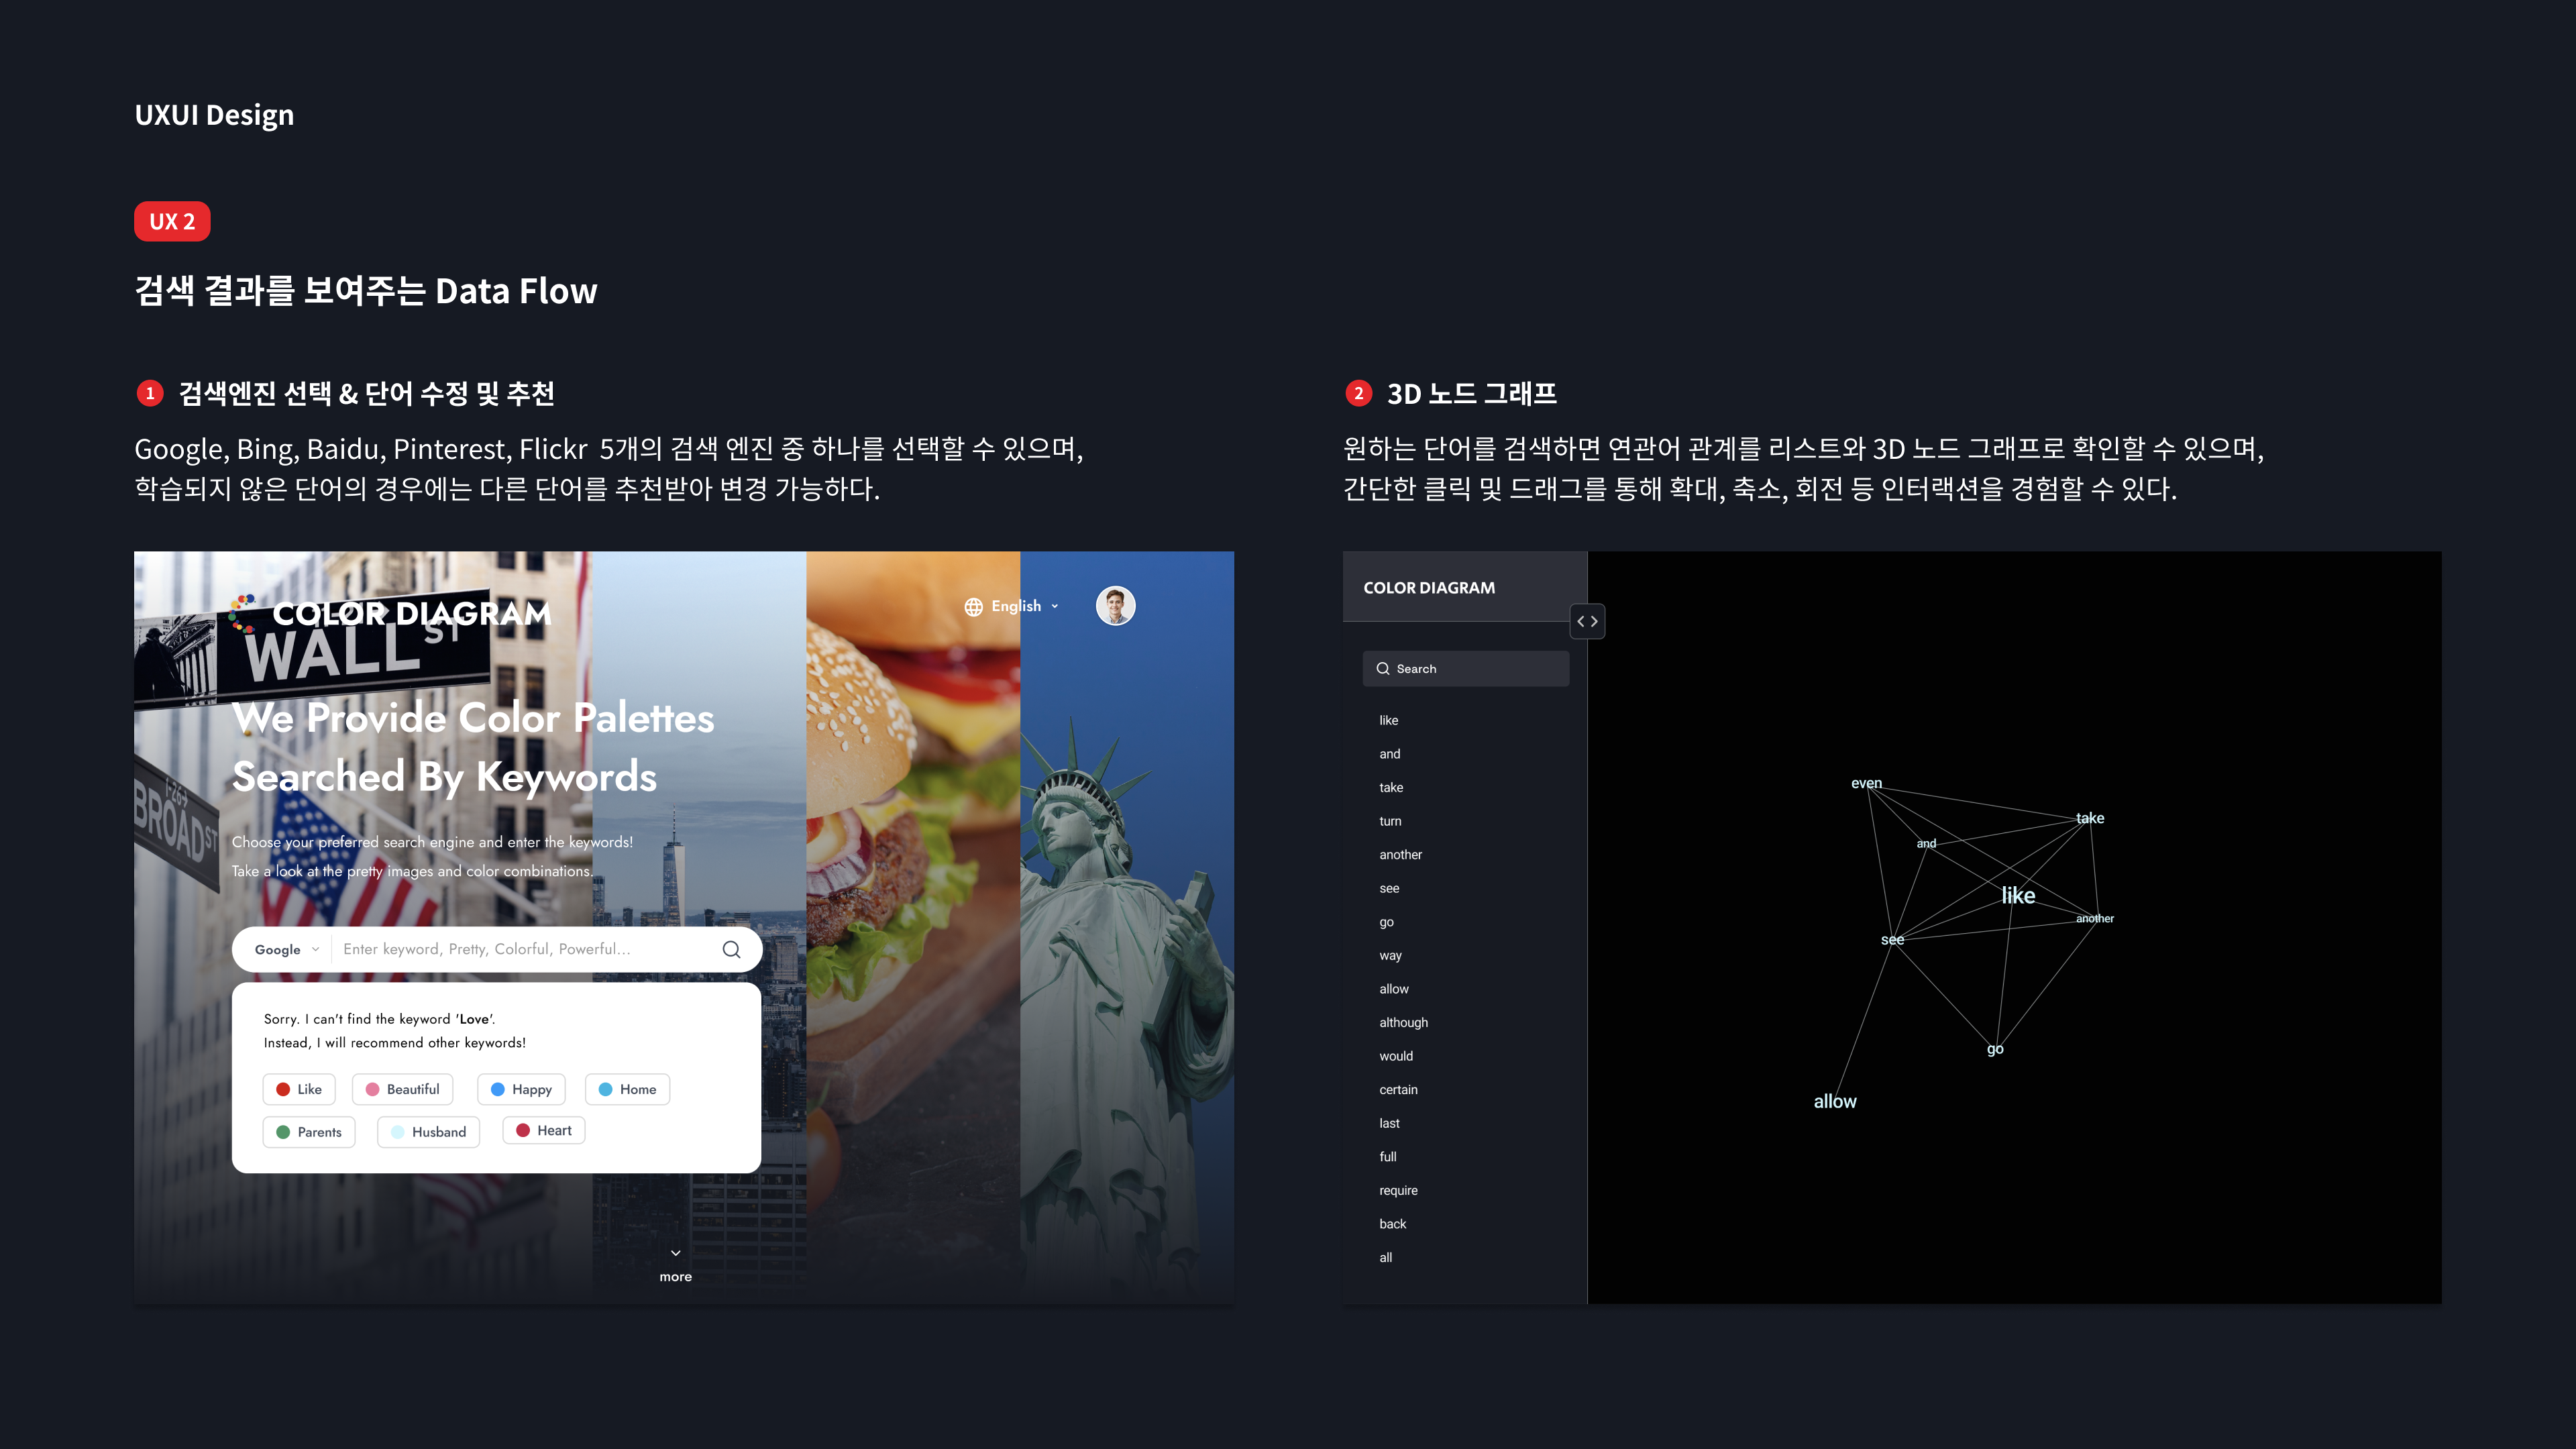 UXUI Design
UX 2
검색 결과를 보여주는 Data Flow
1 검색엔진 선택 & 단어 수정 및 추천
Google, Bing, Baidu, Pinterest, Flickr 5개의 검색 엔진 중 하나를 선택할 수 있으며,
학습되지 않은 단어의 경우에는 다른 단어를 추천받아 변경 가능하다.
COLOR DIAGRAM
English
WALL ST
We Provide Color Palettes
Searched By Keywords
BROAD ST
Choose your preferred search engine and enter the keywords!
Take a look at the pretty images and color combinations.
Google Enter keyword, Pretty, Colorful, Powerful...
Sorry. I can't find the keyword 'Love'.
Instead, I will recommend other keywords!
Like Beautiful Happy Home
Parents Husband Heart
more
2 3D 노드 그래프
원하는 단어를 검색하면 연관어 관계를 리스트와 3D 노드 그래프로 확인할 수 있으며,
간단한 클릭 및 드래그를 통해 확대, 축소, 회전 등 인터랙션을 경험할 수 있다.
COLOR DIAGRAM
Search
like
and
take
turn
another
see
go
way
allow
although
would
certain
last
full
require
back
all
even
take
and
like
another
see
go
allow